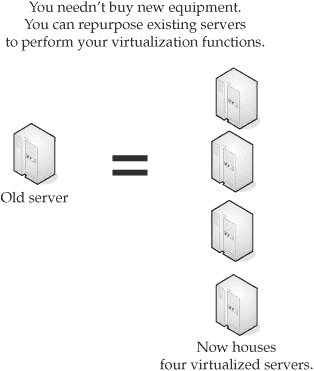 You needn't buy new equipment.
You can repurpose existing servers
to perform your virtualization functions.
=
Old server
Now houses
four virtualized servers.